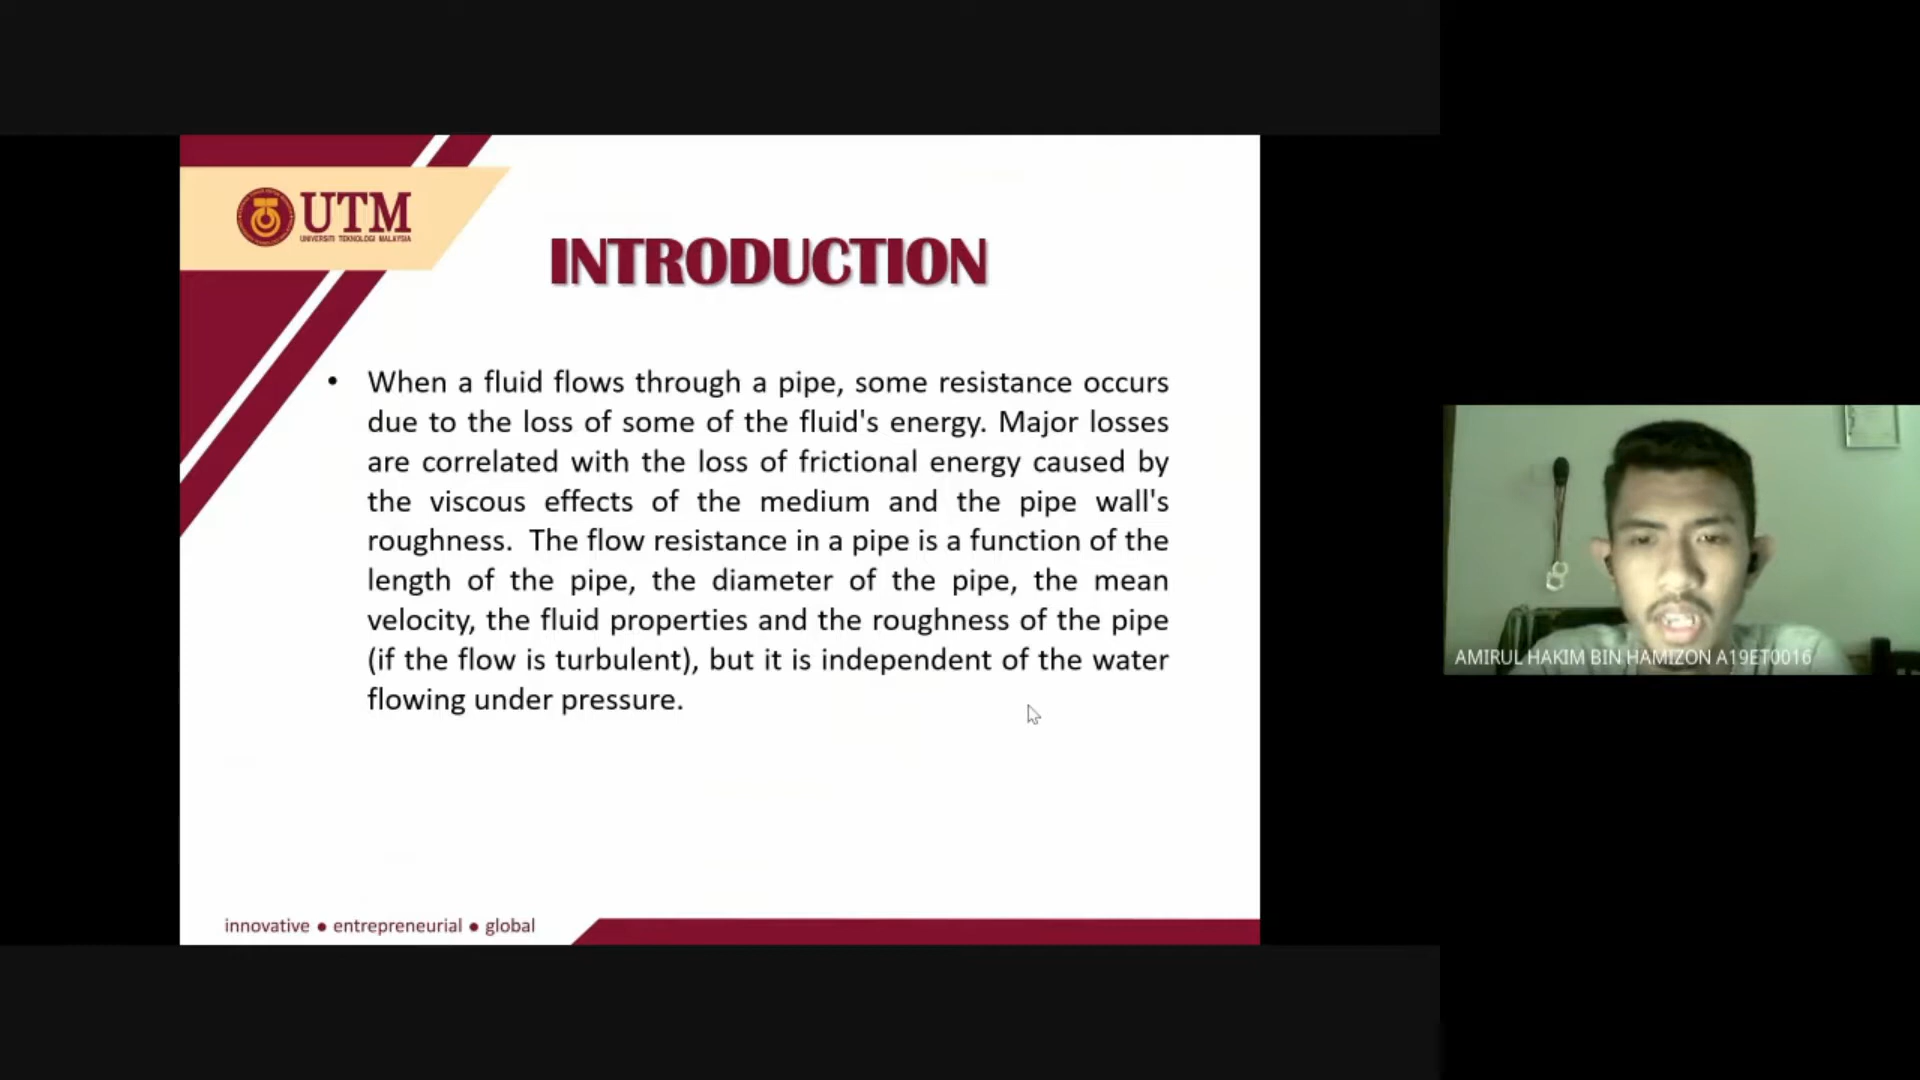 UTM
UNIVERSITI TEKNOLOGI MALAYSIA
INTRODUCTION
• When a fluid flows through a pipe, some resistance occurs
due to the loss of some of the fluid's energy. Major losses
are correlated with the loss of frictional energy caused by
the viscous effects of the medium and the pipe wall's
roughness. The flow resistance in a pipe is a function of the
length of the pipe, the diameter of the pipe, the mean
velocity, the fluid properties and the roughness of the pipe
(if the flow is turbulent), but it is independent of the water
flowing under pressure.
AMIRUL HAKIM BIN HAMIZON A19ET0016
innovative ● entrepreneurial ● global